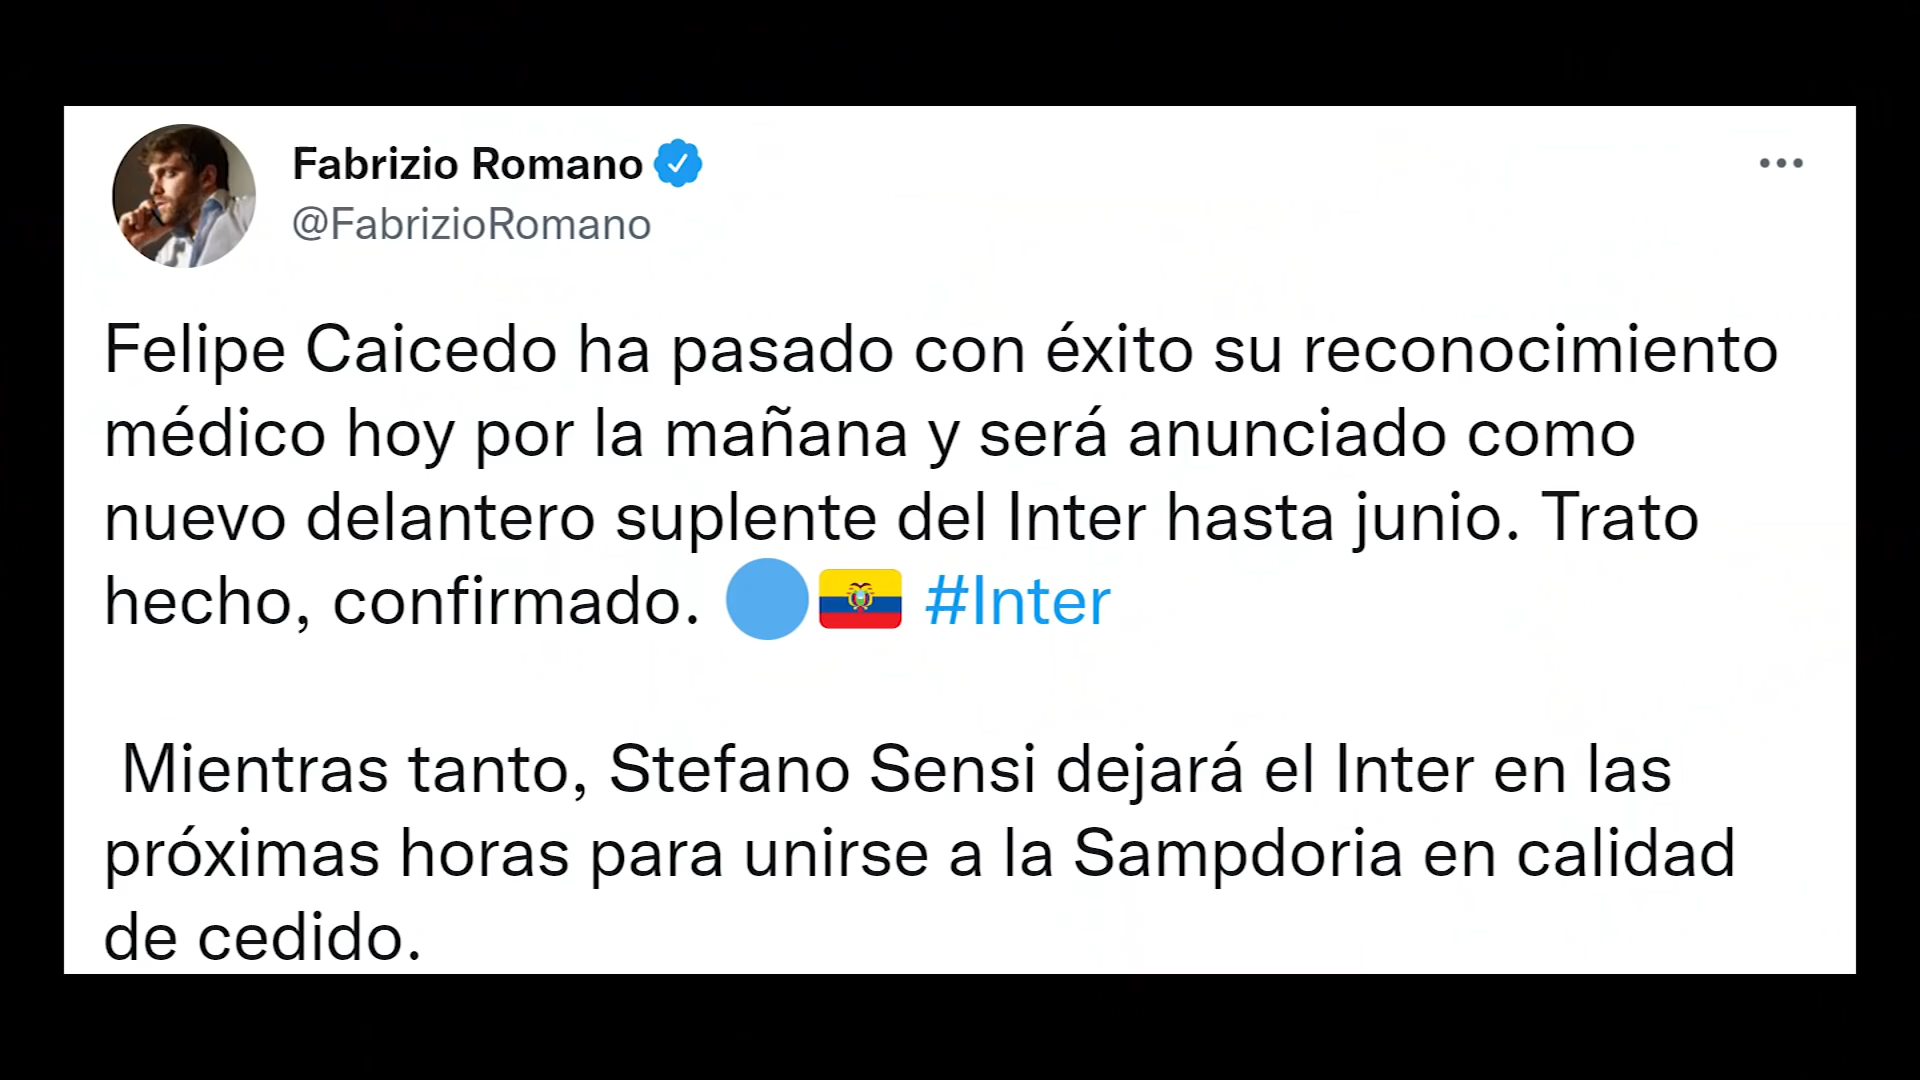 Fabrizio Romano
@FabrizioRomano
Felipe Caicedo ha pasado con éxito su reconocimiento
médico hoy por la mañana y será anunciado como
nuevo delantero suplente del Inter hasta junio. Trato
hecho, confirmado. 🔵🇪🇨 #Inter
Mientras tanto, Stefano Sensi dejará el Inter en las
próximas horas para unirse a la Sampdoria en calidad
de cedido.